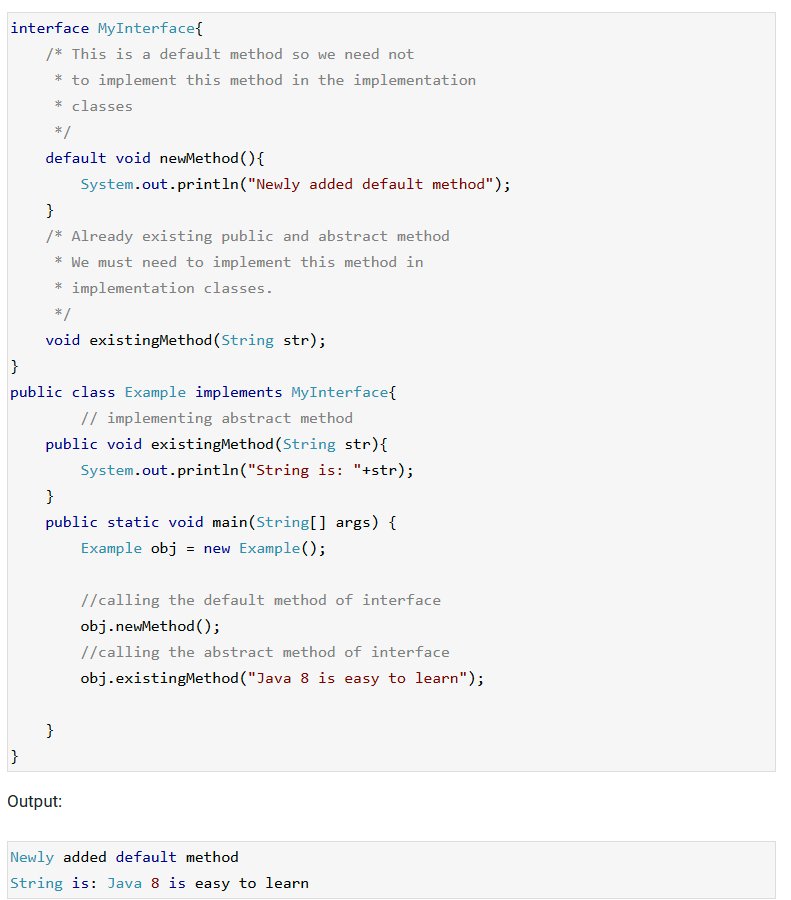 interface MyInterface{
    /* This is a default method so we need not
     * to implement this method in the implementation
     * classes
     */
    default void newMethod(){
        System.out.println("Newly added default method");
    }
    /* Already existing public and abstract method
     * We must need to implement this method in
     * implementation classes.
     */
    void existingMethod(String str);
}
public class Example implements MyInterface{
        // implementing abstract method
    public void existingMethod(String str){
        System.out.println("String is: "+str);
    }
    public static void main(String[] args) {
        Example obj = new Example();

        //calling the default method of interface
        obj.newMethod();
        //calling the abstract method of interface
        obj.existingMethod("Java 8 is easy to learn");

    }
}
Output:
Newly added default method
String is: Java 8 is easy to learn